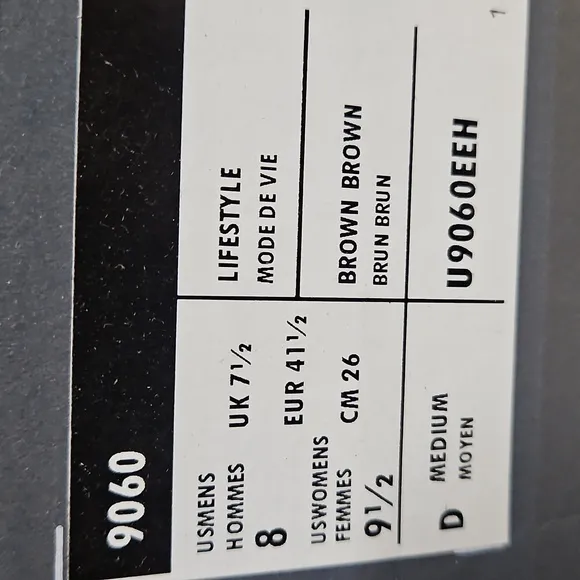 9060
USMENS
HOMMES
8
UK 7½
EUR 41½
USWOMENS
FEMMES
9½
CM 26
LIFESTYLE
MODE DE VIE
BROWN BROWN
BRUN BRUN
D
MEDIUM
MOYEN
U9060EEH
1